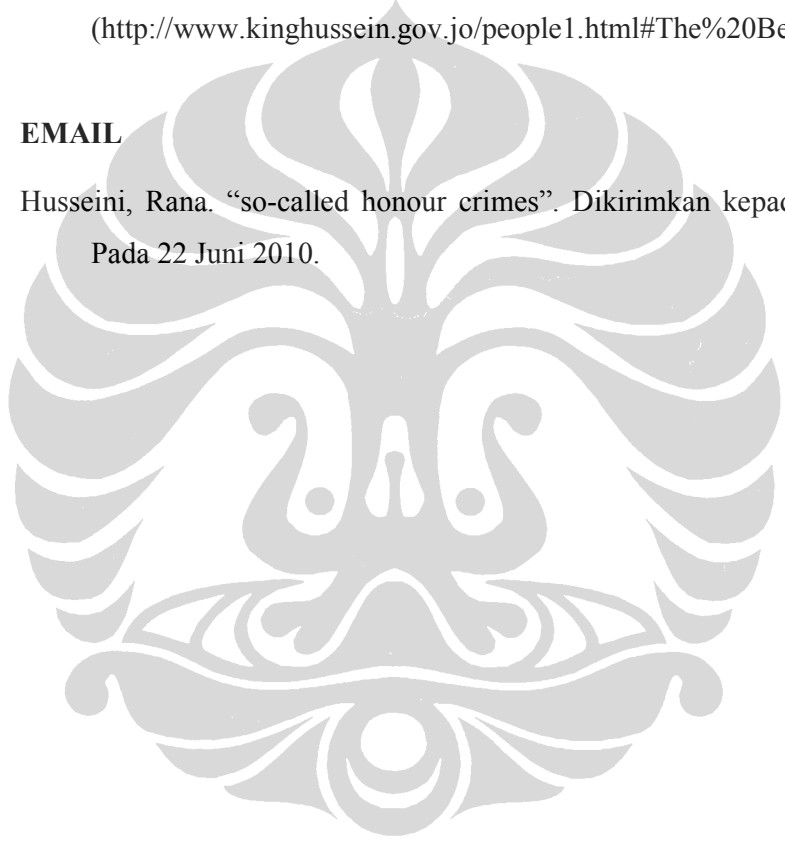 (http://www.kinghussein.gov.jo/people1.html#The%20Be
EMAIL
Husseini, Rana. “so-called honour crimes”. Dikirimkan
Pada 22 Juni 2010.